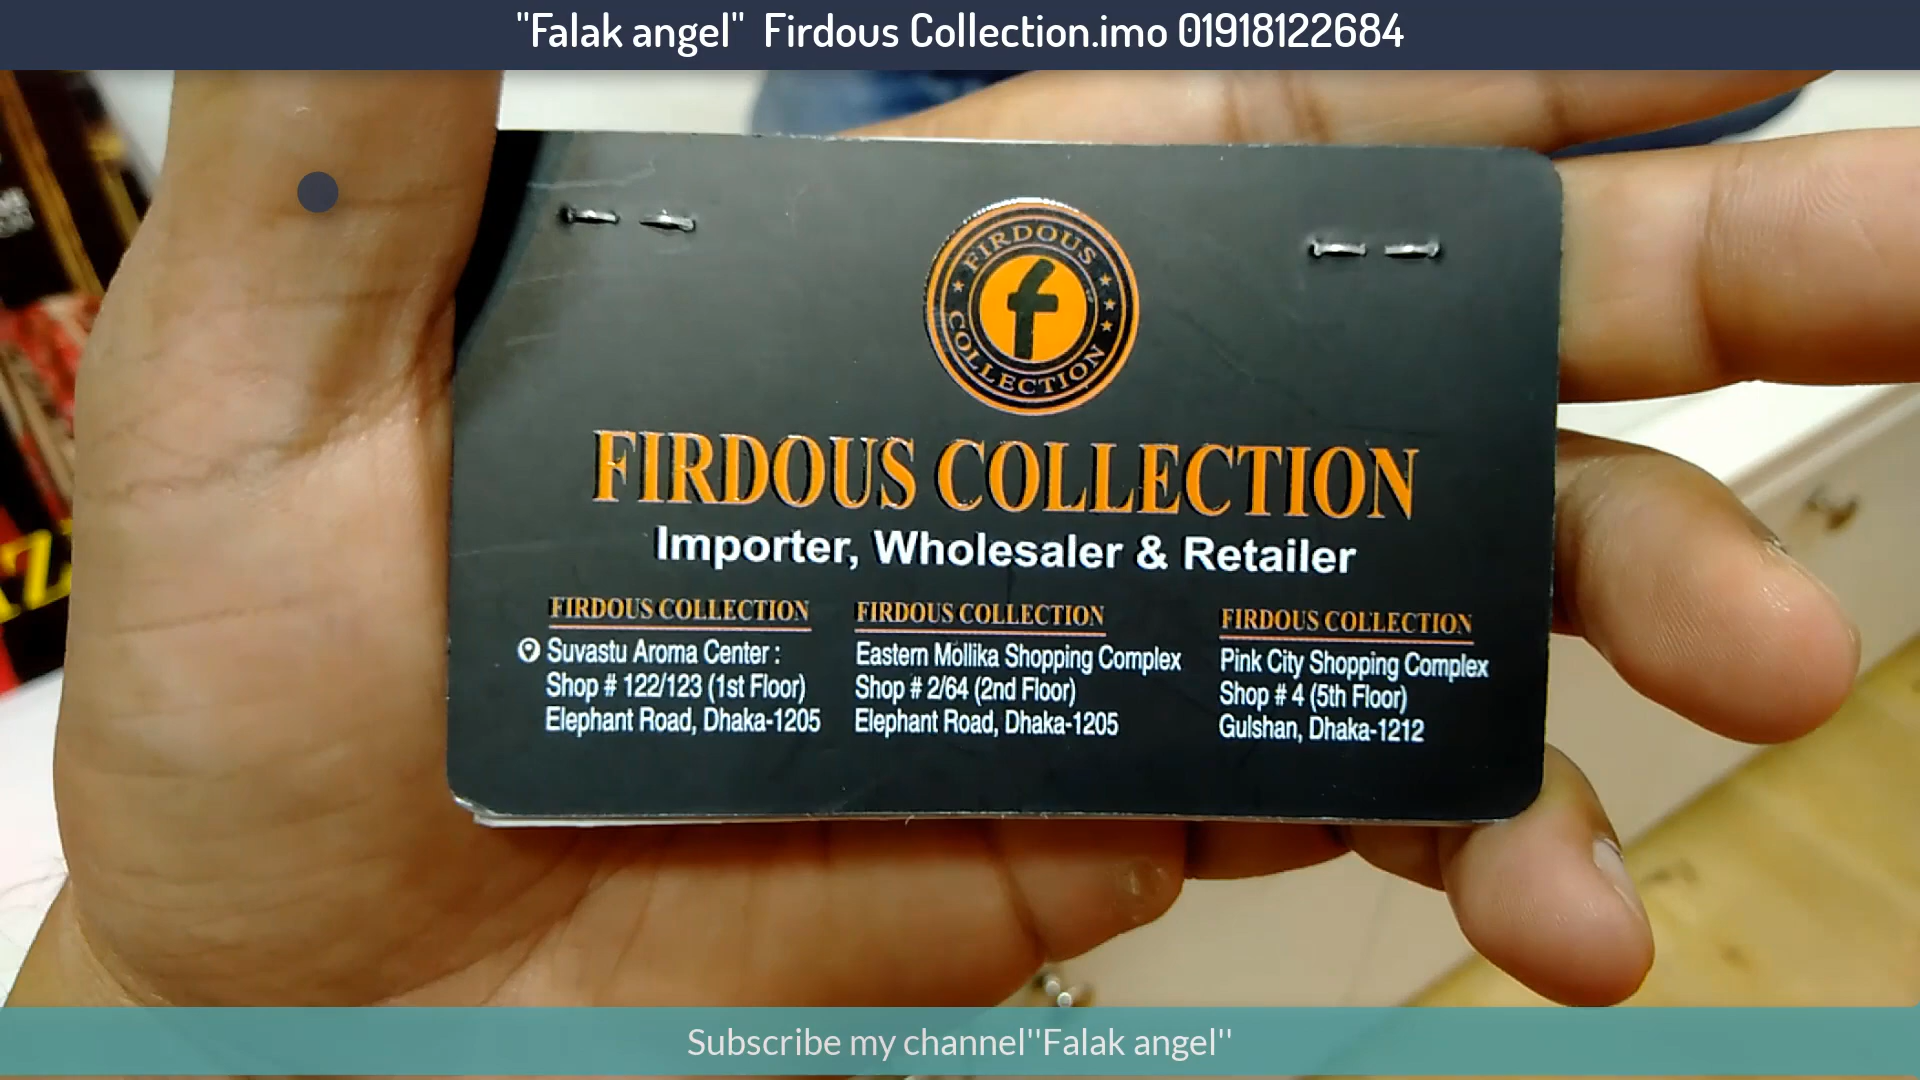 "Falak angel" Firdous Collection.imo 01918122684
FIRDOUS
f
COLLECTION
FIRDOUS COLLECTION
Importer, Wholesaler & Retailer
FIRDOUS COLLECTION
Suvastu Aroma Center :
Shop # 122/123 (1st Floor)
Elephant Road, Dhaka-1205
FIRDOUS COLLECTION
Eastern Mollika Shopping Complex
Shop # 2/64 (2nd Floor)
Elephant Road, Dhaka-1205
FIRDOUS COLLECTION
Pink City Shopping Complex
Shop # 4 (5th Floor)
Gulshan, Dhaka-1212
Subscribe my channel"Falak angel"